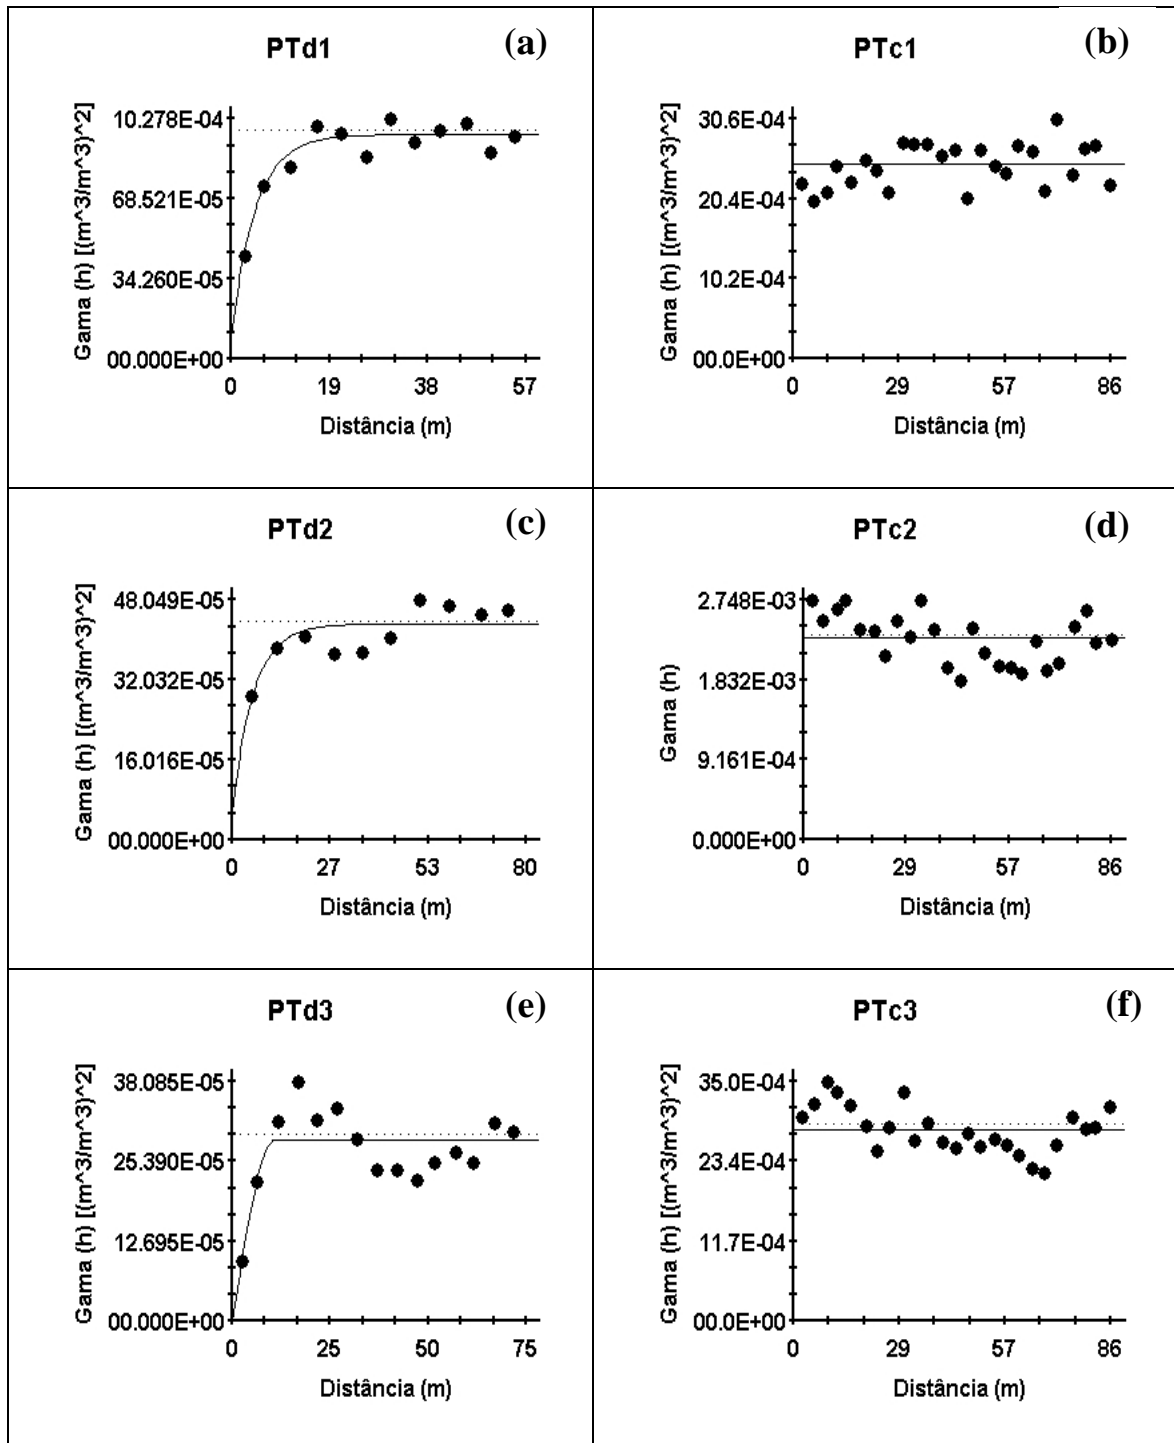 PTd1
(a)
Gama (h) [(m^3/m^3)^2]
10.278E-04
68.521E-05
34.260E-05
00.000E+00
0 19 38 57
Distância (m)
PTc1
(b)
Gama (h) [(m^3/m^3)^2]
30.6E-04
20.4E-04
10.2E-04
00.0E+00
0 29 57 86
Distância (m)
PTd2
(c)
Gama (h) [(m^3/m^3)^2]
48.049E-05
32.032E-05
16.016E-05
00.000E+00
0 27 53 80
Distância (m)
PTc2
(d)
Gama (h)
2.748E-03
1.832E-03
9.161E-04
0.000E+00
0 29 57 86
Distância (m)
PTd3
(e)
Gama (h) [(m^3/m^3)^2]
38.085E-05
25.390E-05
12.695E-05
00.000E+00
0 25 50 75
Distância (m)
PTc3
(f)
Gama (h) [(m^3/m^3)^2]
35.0E-04
23.4E-04
11.7E-04
00.0E+00
0 29 57 86
Distância (m)